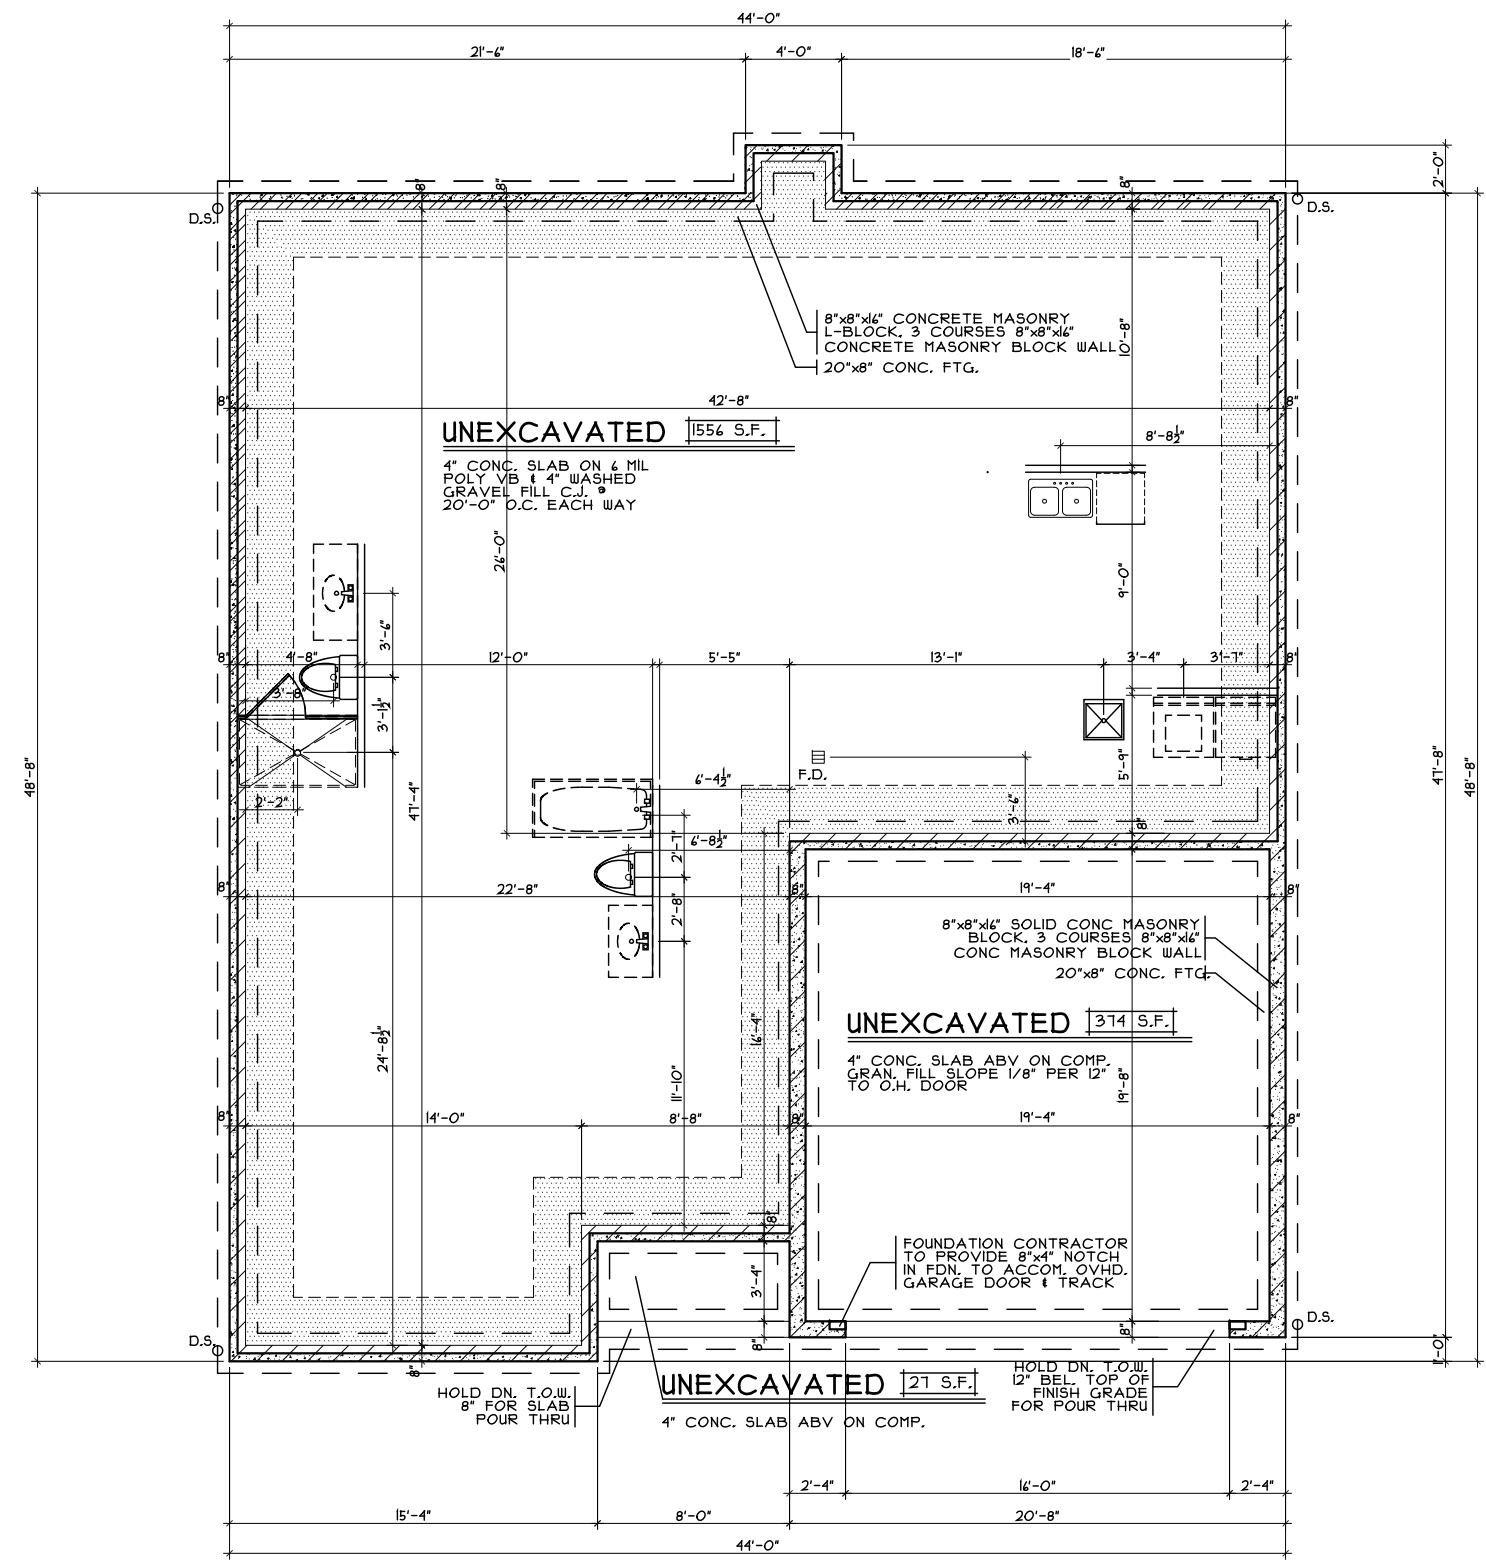 44'-0"
21'-6"
4'-0"
18'-6"
2'-0"
8"
8"
8"
D.S.
D.S.
8"x8"x16" CONCRETE MASONRY
L-BLOCK, 3 COURSES 8"x8"x16"
CONCRETE MASONRY BLOCK WALL
20"x8" CONC. FTG.
10'-8"
8"
42'-8"
8"
UNEXCAVATED 1556 S.F.
4" CONC. SLAB ON 6 MIL
POLY VB & 4" WASHED
GRAVEL FILL C.J. @
20'-0" O.C. EACH WAY
8'-8½"
26'-0"
9'-0"
3'-6"
8"
4'-8"
12'-0"
5'-5"
13'-1"
3'-4"
3'-7"
8"
3'-8"
3'-1½"
48'-8"
47'-8"
48'-8"
2'-2"
47'-4"
F.D.
6'-4½"
5'-9"
3'-6"
8"
6'-8½"
2'-7"
8"
22'-8"
8"
19'-4"
8"
2'-8"
8"x8"x16" SOLID CONC MASONRY
BLOCK, 3 COURSES 8"x8"x16"
CONC MASONRY BLOCK WALL
20"x8" CONC. FTG.
UNEXCAVATED 374 S.F.
4" CONC. SLAB ABV ON COMP.
GRAN. FILL SLOPE 1/8" PER 12"
TO O.H. DOOR
24'-8½"
16'-4"
11'-10"
19'-8"
8"
14'-0"
8'-8"
8"
19'-4"
8"
8"
FOUNDATION CONTRACTOR
TO PROVIDE 8"x4" NOTCH
IN FDN. TO ACCOM. OVHD.
GARAGE DOOR & TRACK
3'-4"
D.S.
D.S.
8"
8"
8"
1'-0"
UNEXCAVATED 27 S.F.
4" CONC. SLAB ABV ON COMP.
HOLD DN. T.O.W.
8" FOR SLAB
POUR THRU
HOLD DN. T.O.W.
12" BEL. TOP OF
FINISH GRADE
FOR POUR THRU
2'-4"
16'-0"
2'-4"
15'-4"
8'-0"
20'-8"
44'-0"